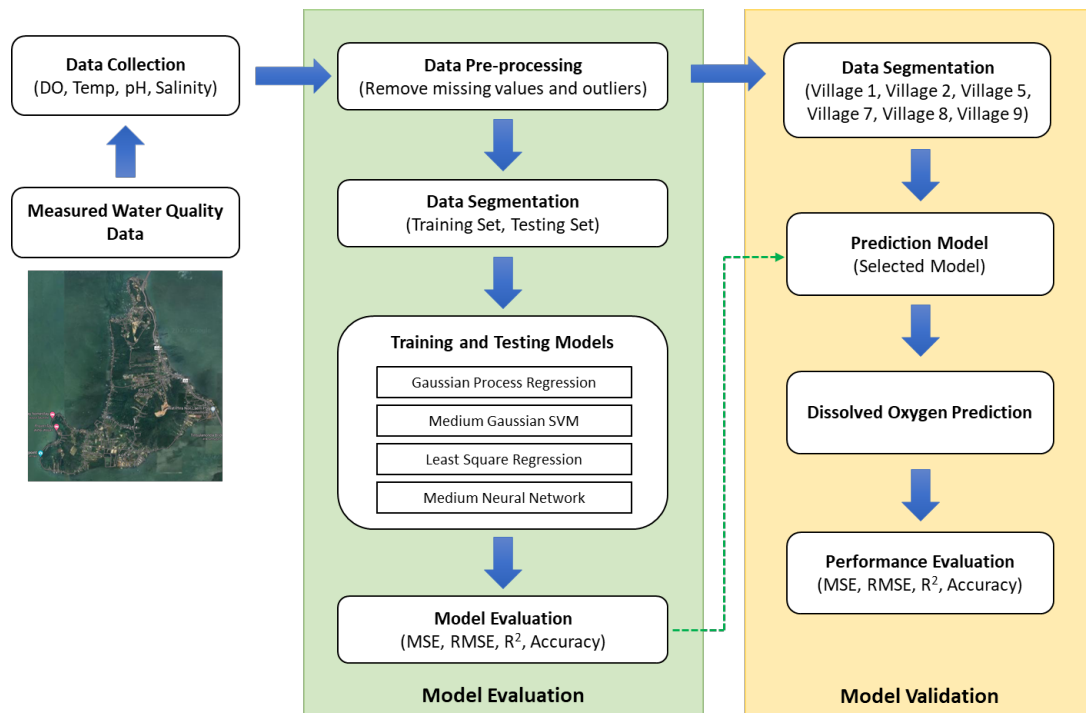 Data Collection
(DO, Temp, pH, Salinity)
Measured Water Quality
Data
Data Pre-processing
(Remove missing values and outliers)
Data Segmentation
(Training Set, Testing Set)
Training and Testing Models
Gaussian Process Regression
Medium Gaussian SVM
Least Square Regression
Medium Neural Network
Model Evaluation
(MSE, RMSE, R², Accuracy)
Model Evaluation
Data Segmentation
(Village 1, Village 2, Village 5,
Village 7, Village 8, Village 9)
Prediction Model
(Selected Model)
Dissolved Oxygen Prediction
Performance Evaluation
(MSE, RMSE, R², Accuracy)
Model Validation